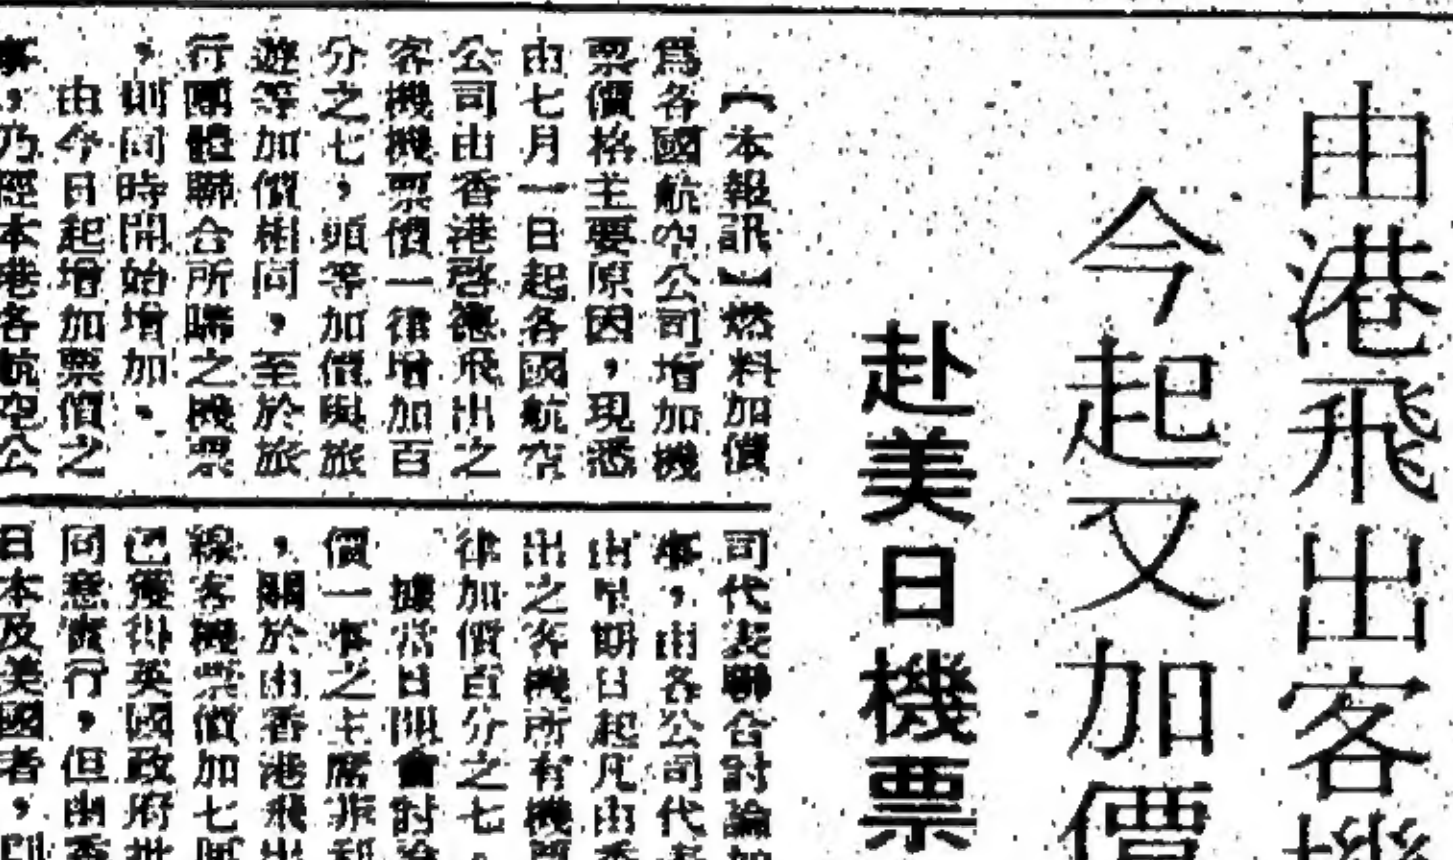 由港飛出客機
今起又加價
赴美日機票
【本報訊】燃料加價
爲各國航空公司增加機
票價格主要原因，現悉
由七月一日起各國航空
公司由香港啓德飛出之
客機機票價一律增加百
分之七，頭等加價與旅
遊等加價相同，至於旅
行團體聯合所購之機票
，則同時開始增加。
由今日起增加票價之
事，乃經本港各航空公
司代表聯合討論加
事，由各公司代表
由早期日起凡由香
出之客機所有機票
律加價百分之七。
據當日開會討論
價一事之主席菲利
，關於由香港飛出
線客機票價加七
已獲得英國政府批
同意實行，但由香
日本及美國者，則